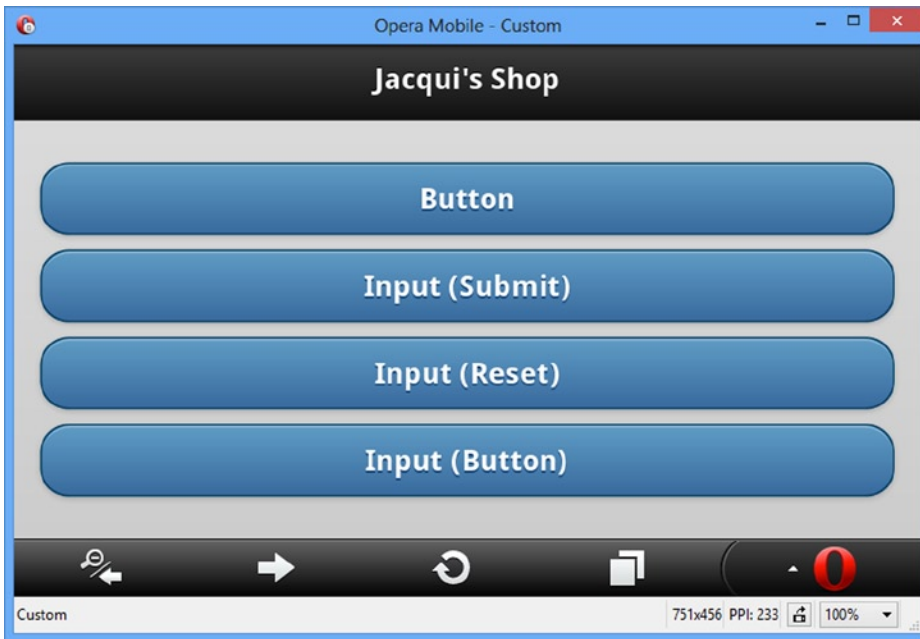 Opera Mobile - Custom
Jacqui's Shop
Button
Input (Submit)
Input (Reset)
Input (Button)
Custom
751x456 PPI: 233 100%